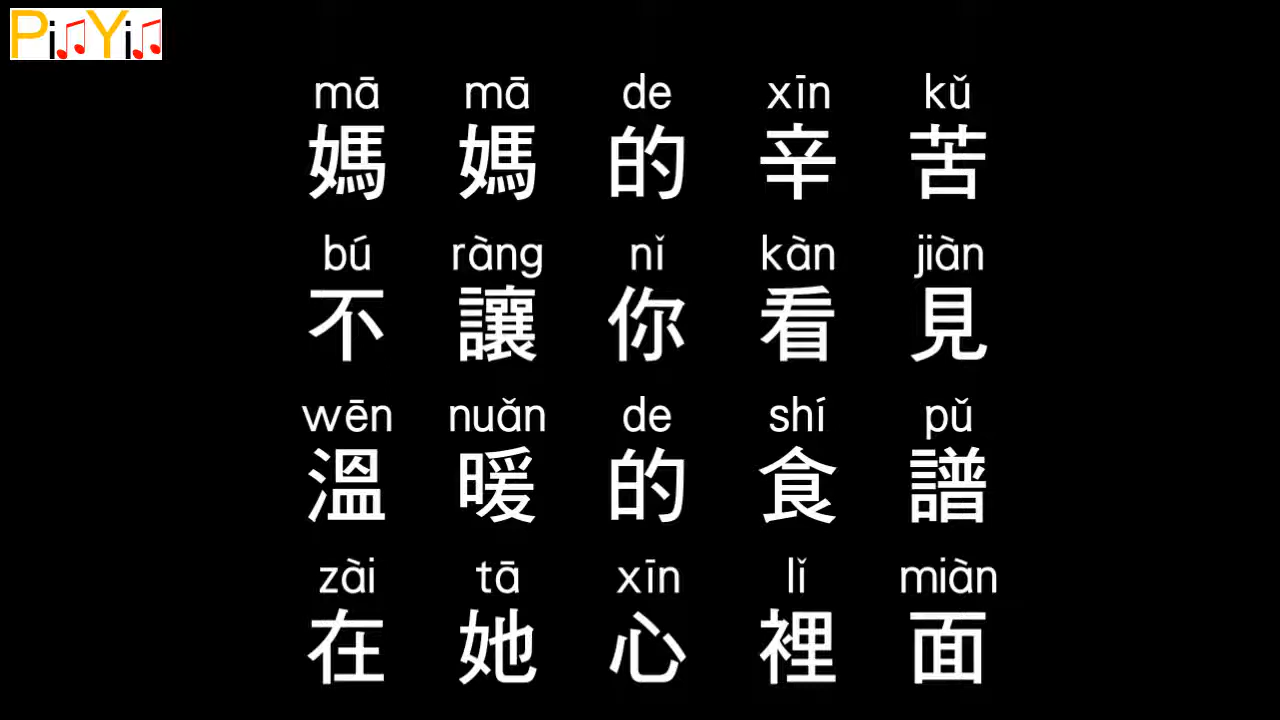 PinYin
mā mā de xīn kǔ
媽媽的辛苦
bú ràng nǐ kàn jiàn
不讓你看見
wēn nuǎn de shí pǔ
溫暖的食譜
zài tā xīn lǐ miàn
在她心裡面